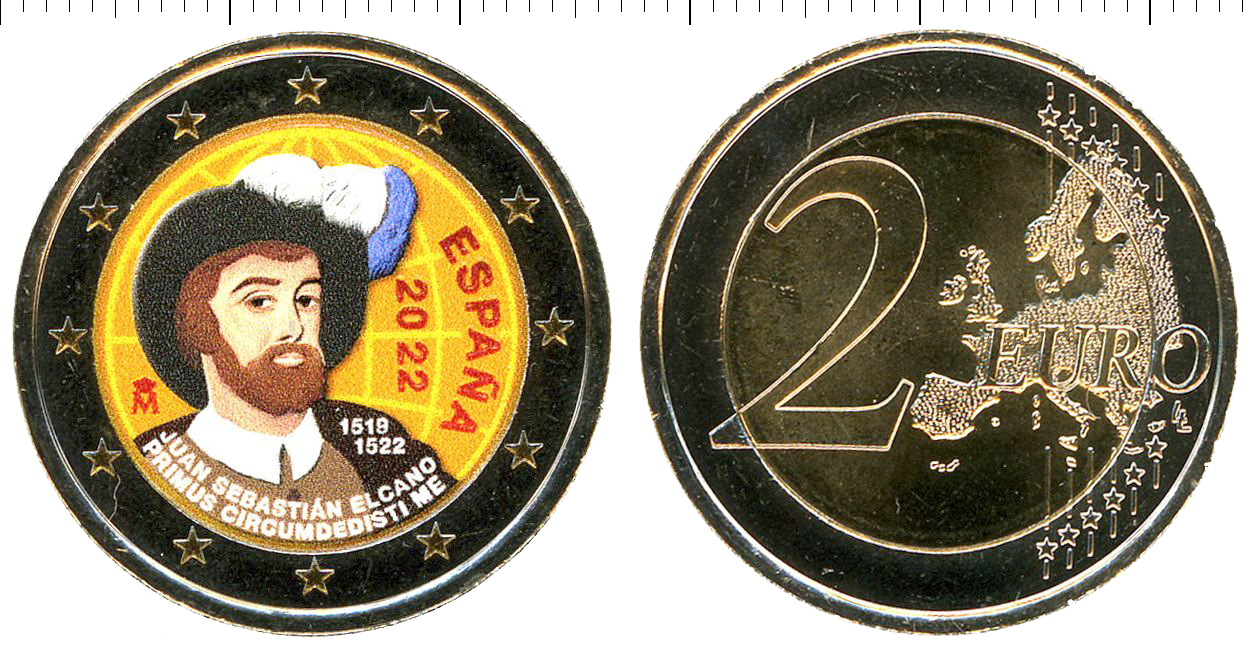 ESPAÑA
2022
1519
1522
JUAN SEBASTIÁN ELCANO
PRIMUS CIRCUMDEDISTI ME
M
2
EURO